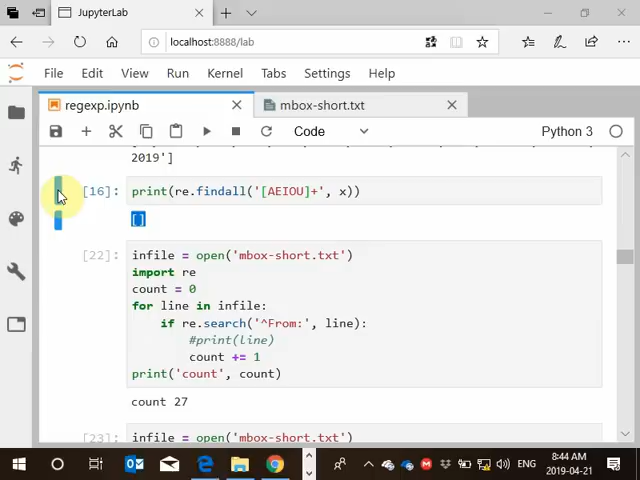 JupyterLab
localhost:8888/lab
File Edit View Run Kernel Tabs Settings Help
regexp.ipynb mbox-short.txt
Code Python 3
2019']
[16]: print(re.findall('[AEIOU]+', x))
[]
[22]: infile = open('mbox-short.txt')
import re
count = 0
for line in infile:
if re.search('^From:', line):
#print(line)
count += 1
print('count', count)
count 27
[23]: infile = open('mbox-short.txt')
ENG 8:44 AM
2019-04-21